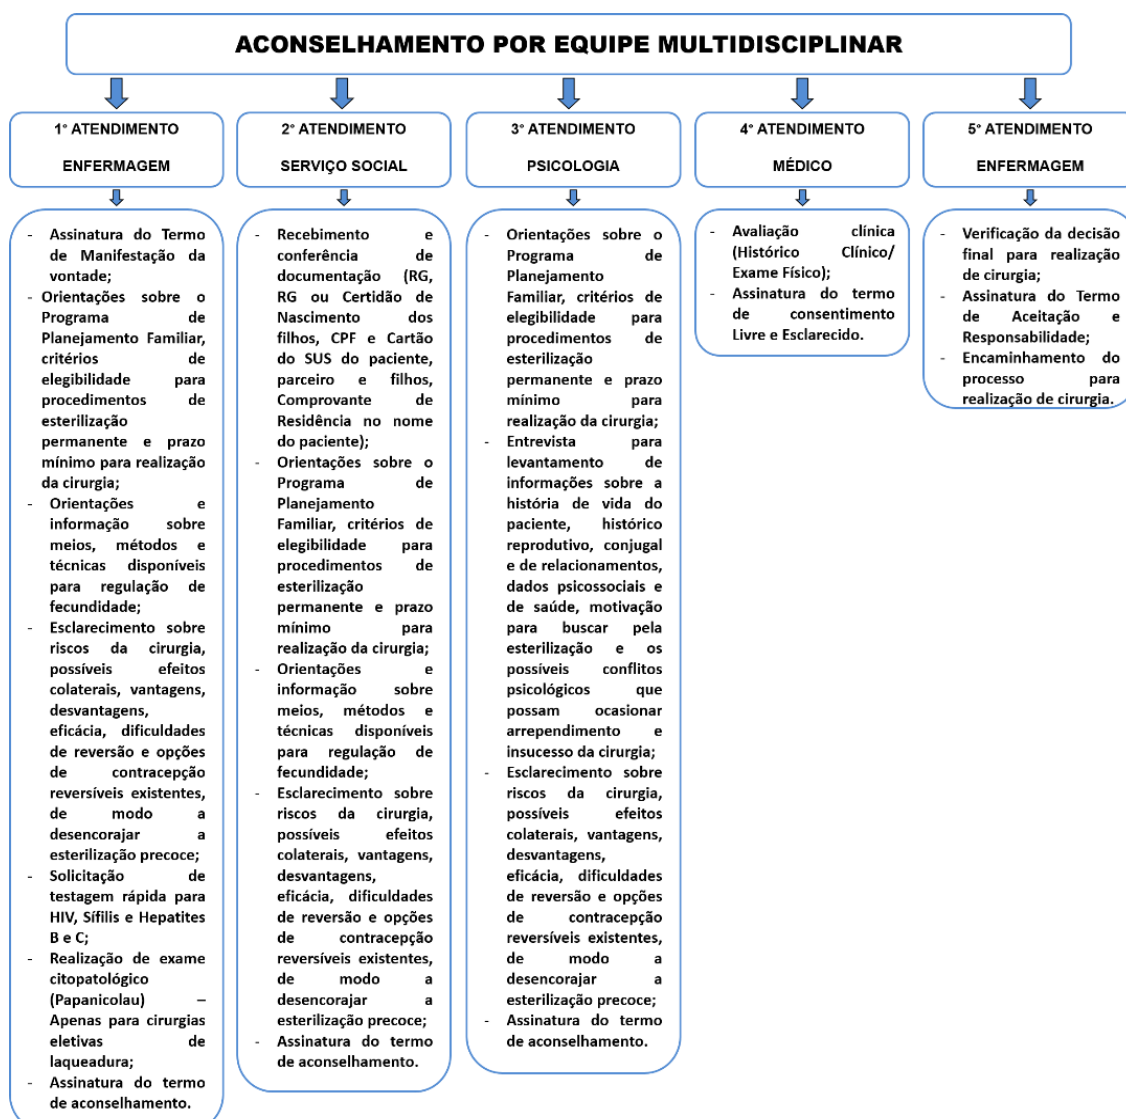 ACONSELHAMENTO POR EQUIPE MULTIDISCIPLINAR
1° ATENDIMENTO
ENFERMAGEM
- Assinatura do Termo
de Manifestação da
vontade;
- Orientações sobre o
Programa de
Planejamento Familiar,
critérios de
elegibilidade para
procedimentos de
esterilização
permanente e prazo
mínimo para realização
da cirurgia;
- Orientações e
informação sobre
meios, métodos e
técnicas disponíveis
para regulação de
fecundidade;
- Esclarecimento sobre
riscos da cirurgia,
possíveis efeitos
colaterais, vantagens,
desvantagens,
eficácia, dificuldades
de reversão e opções
de contracepção
reversíveis existentes,
de modo a
desencorajar a
esterilização precoce;
- Solicitação de
testagem rápida para
HIV, Sífilis e Hepatites
B e C;
- Realização de exame
citopatológico
(Papanicolau) –
Apenas para cirurgias
eletivas de
laqueadura;
- Assinatura do termo
de aconselhamento.
2° ATENDIMENTO
SERVIÇO SOCIAL
- Recebimento e
conferência de
documentação (RG,
RG ou Certidão de
Nascimento dos
filhos, CPF e Cartão
do SUS do paciente,
parceiro e filhos,
Comprovante de
Residência no nome
do paciente);
- Orientações sobre o
Programa de
Planejamento
Familiar, critérios de
elegibilidade para
procedimentos de
esterilização
permanente e prazo
mínimo para
realização da cirurgia;
- Orientações e
informação sobre
meios, métodos e
técnicas disponíveis
para regulação de
fecundidade;
- Esclarecimento sobre
riscos da cirurgia,
possíveis efeitos
colaterais, vantagens,
desvantagens,
eficácia, dificuldades
de reversão e opções
de contracepção
reversíveis existentes,
de modo a
desencorajar a
esterilização precoce;
- Assinatura do termo
de aconselhamento.
3° ATENDIMENTO
PSICOLOGIA
- Orientações sobre o
Programa de
Planejamento
Familiar, critérios de
elegibilidade para
procedimentos de
esterilização
permanente e prazo
mínimo para
realização da cirurgia;
- Entrevista para
levantamento de
informações sobre a
história de vida do
paciente, histórico
reprodutivo, conjugal
e de relacionamentos,
dados psicossociais e
de saúde, motivação
para buscar pela
esterilização e os
possíveis conflitos
psicológicos que
possam ocasionar
arrependimento e
insucesso da cirurgia;
- Esclarecimento sobre
riscos da cirurgia,
possíveis efeitos
colaterais, vantagens,
desvantagens,
eficácia, dificuldades
de reversão e opções
de contracepção
reversíveis existentes,
de modo a
desencorajar a
esterilização precoce;
- Assinatura do termo
de aconselhamento.
4° ATENDIMENTO
MÉDICO
- Avaliação clínica
(Histórico Clínico/
Exame Físico);
- Assinatura do termo
de consentimento
Livre e Esclarecido.
5° ATENDIMENTO
ENFERMAGEM
- Verificação da decisão
final para realização
de cirurgia;
- Assinatura do Termo
de Aceitação e
Responsabilidade;
- Encaminhamento do
processo para
realização de cirurgia.